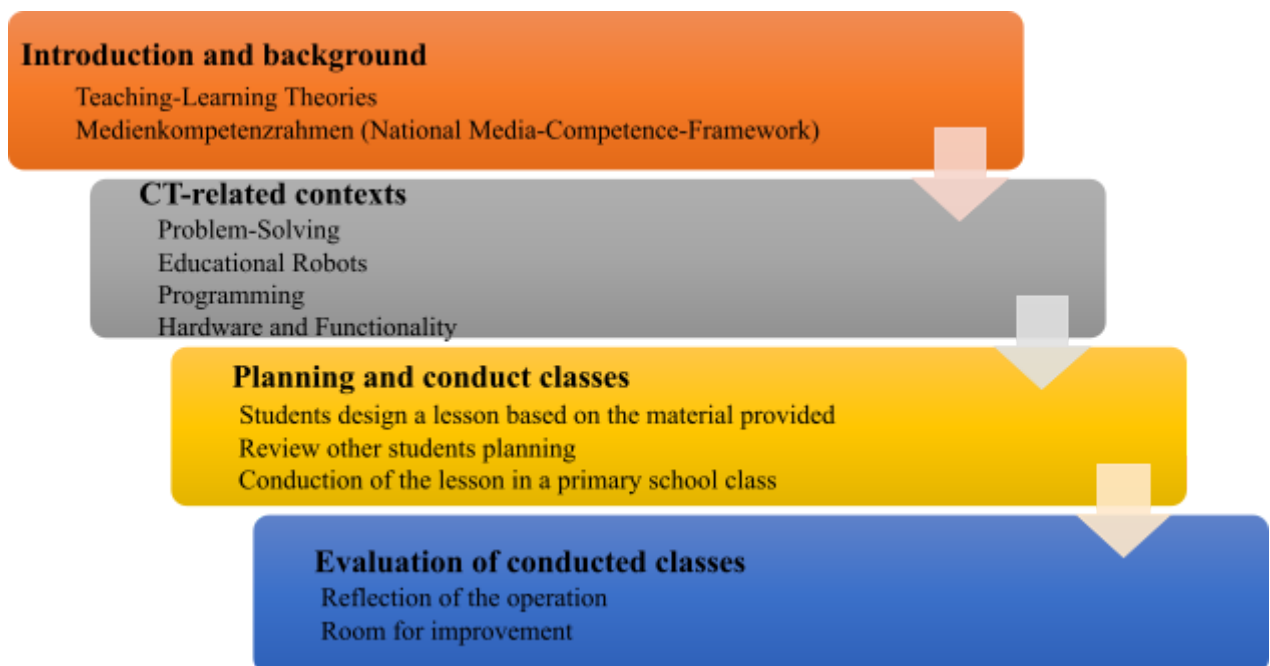 Introduction and background
Teaching-Learning Theories
Medienkompetenzrahmen (National Media-Competence-Framework)
CT-related contexts
Problem-Solving
Educational Robots
Programming
Hardware and Functionality
Planning and conduct classes
Students design a lesson based on the material provided
Review other students planning
Conduction of the lesson in a primary school class
Evaluation of conducted classes
Reflection of the operation
Room for improvement